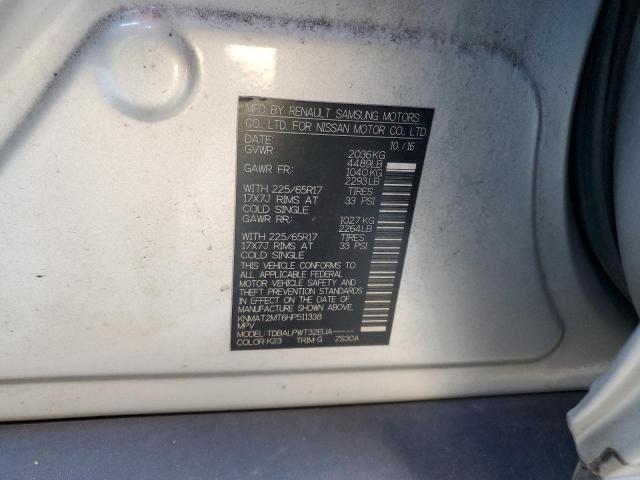 MFD BY RENAULT SAMSUNG MOTORS
CO. LTD. FOR NISSAN MOTOR CO., LTD.
DATE: 10 / 16
GVWR: 2036KG
4489LB
GAWR FR: 1040KG
2293LB
WITH 225/65R17 TIRES
17X7J RIMS AT 33 PSI
COLD SINGLE
GAWR RR: 1027KG
2264LB
WITH 225/65R17 TIRES
17X7J RIMS AT 33 PSI
COLD SINGLE
THIS VEHICLE CONFORMS TO
ALL APPLICABLE FEDERAL
MOTOR VEHICLE SAFETY AND
THEFT PREVENTION STANDARDS
IN EFFECT ON THE DATE OF
MANUFACTURE SHOWN ABOVE.
KNMAT2MT6HP511338
MPV
MODEL: TDBALPWT32EUA-----
COLOR:K23 TRIM:G ZS30A